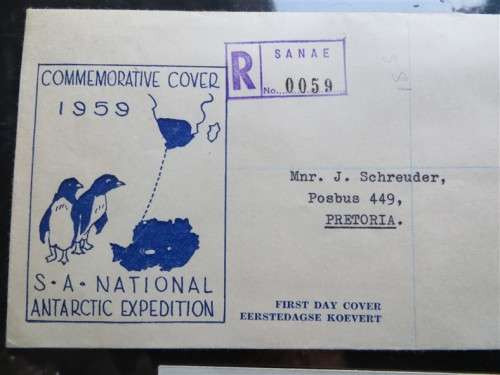 COMMEMORATIVE COVER
1959
S·A·NATIONAL
ANTARCTIC EXPEDITION
R
SANAE
No. 0059
Mnr. J. Schreuder,
Posbus 449,
PRETORIA.
FIRST DAY COVER
EERSTEDAGSE KOEVERT